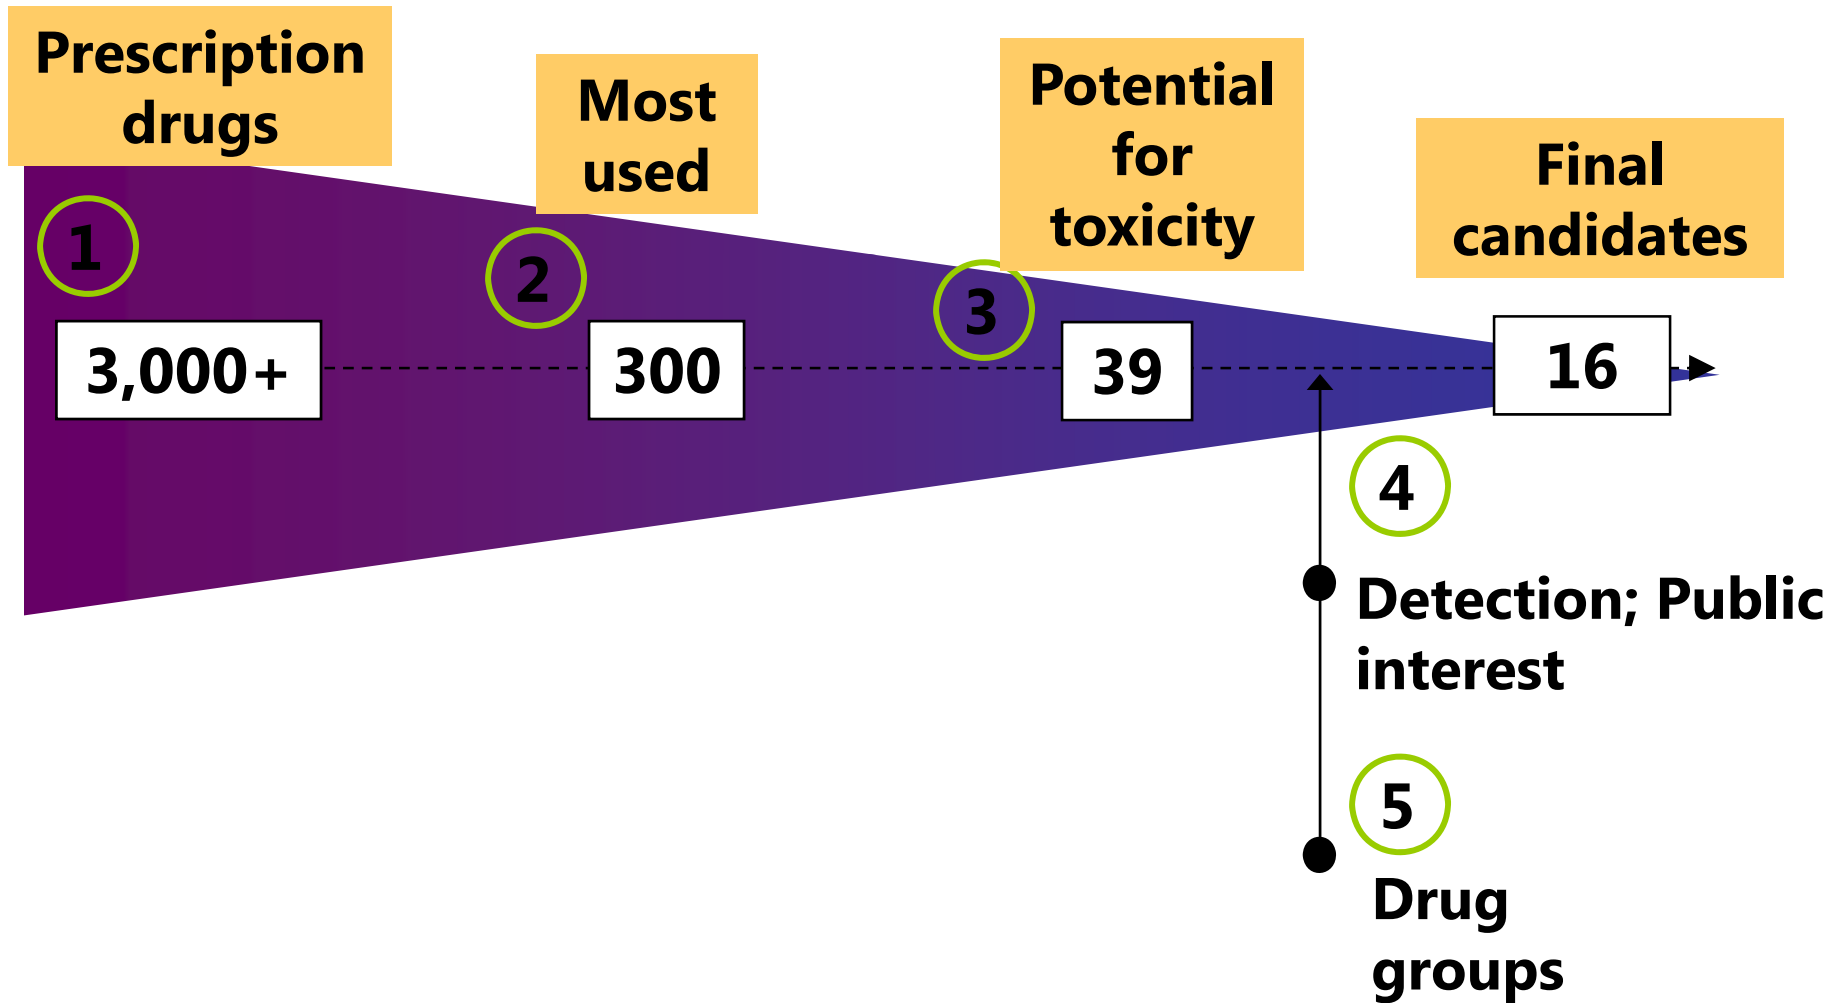 Prescription
drugs
Most
used
Potential
for
toxicity
Final
candidates
1
2
3
3,000+
300
39
16
4
Detection; Public
interest
5
Drug
groups